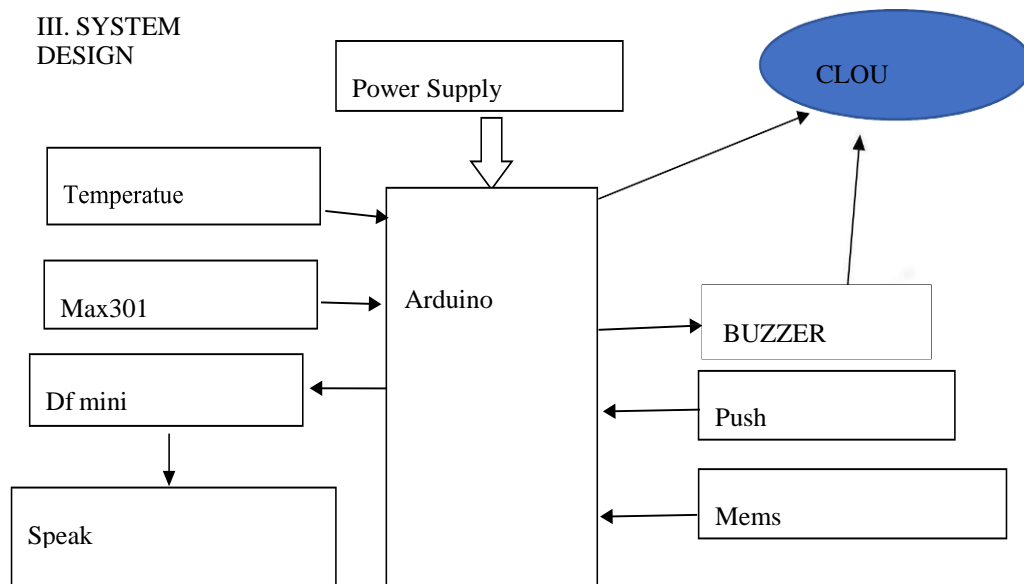 III. SYSTEM
DESIGN
Power Supply
CLOU
Temperatue
Max301
Arduino
BUZZER
Df mini
Push
Speak
Mems